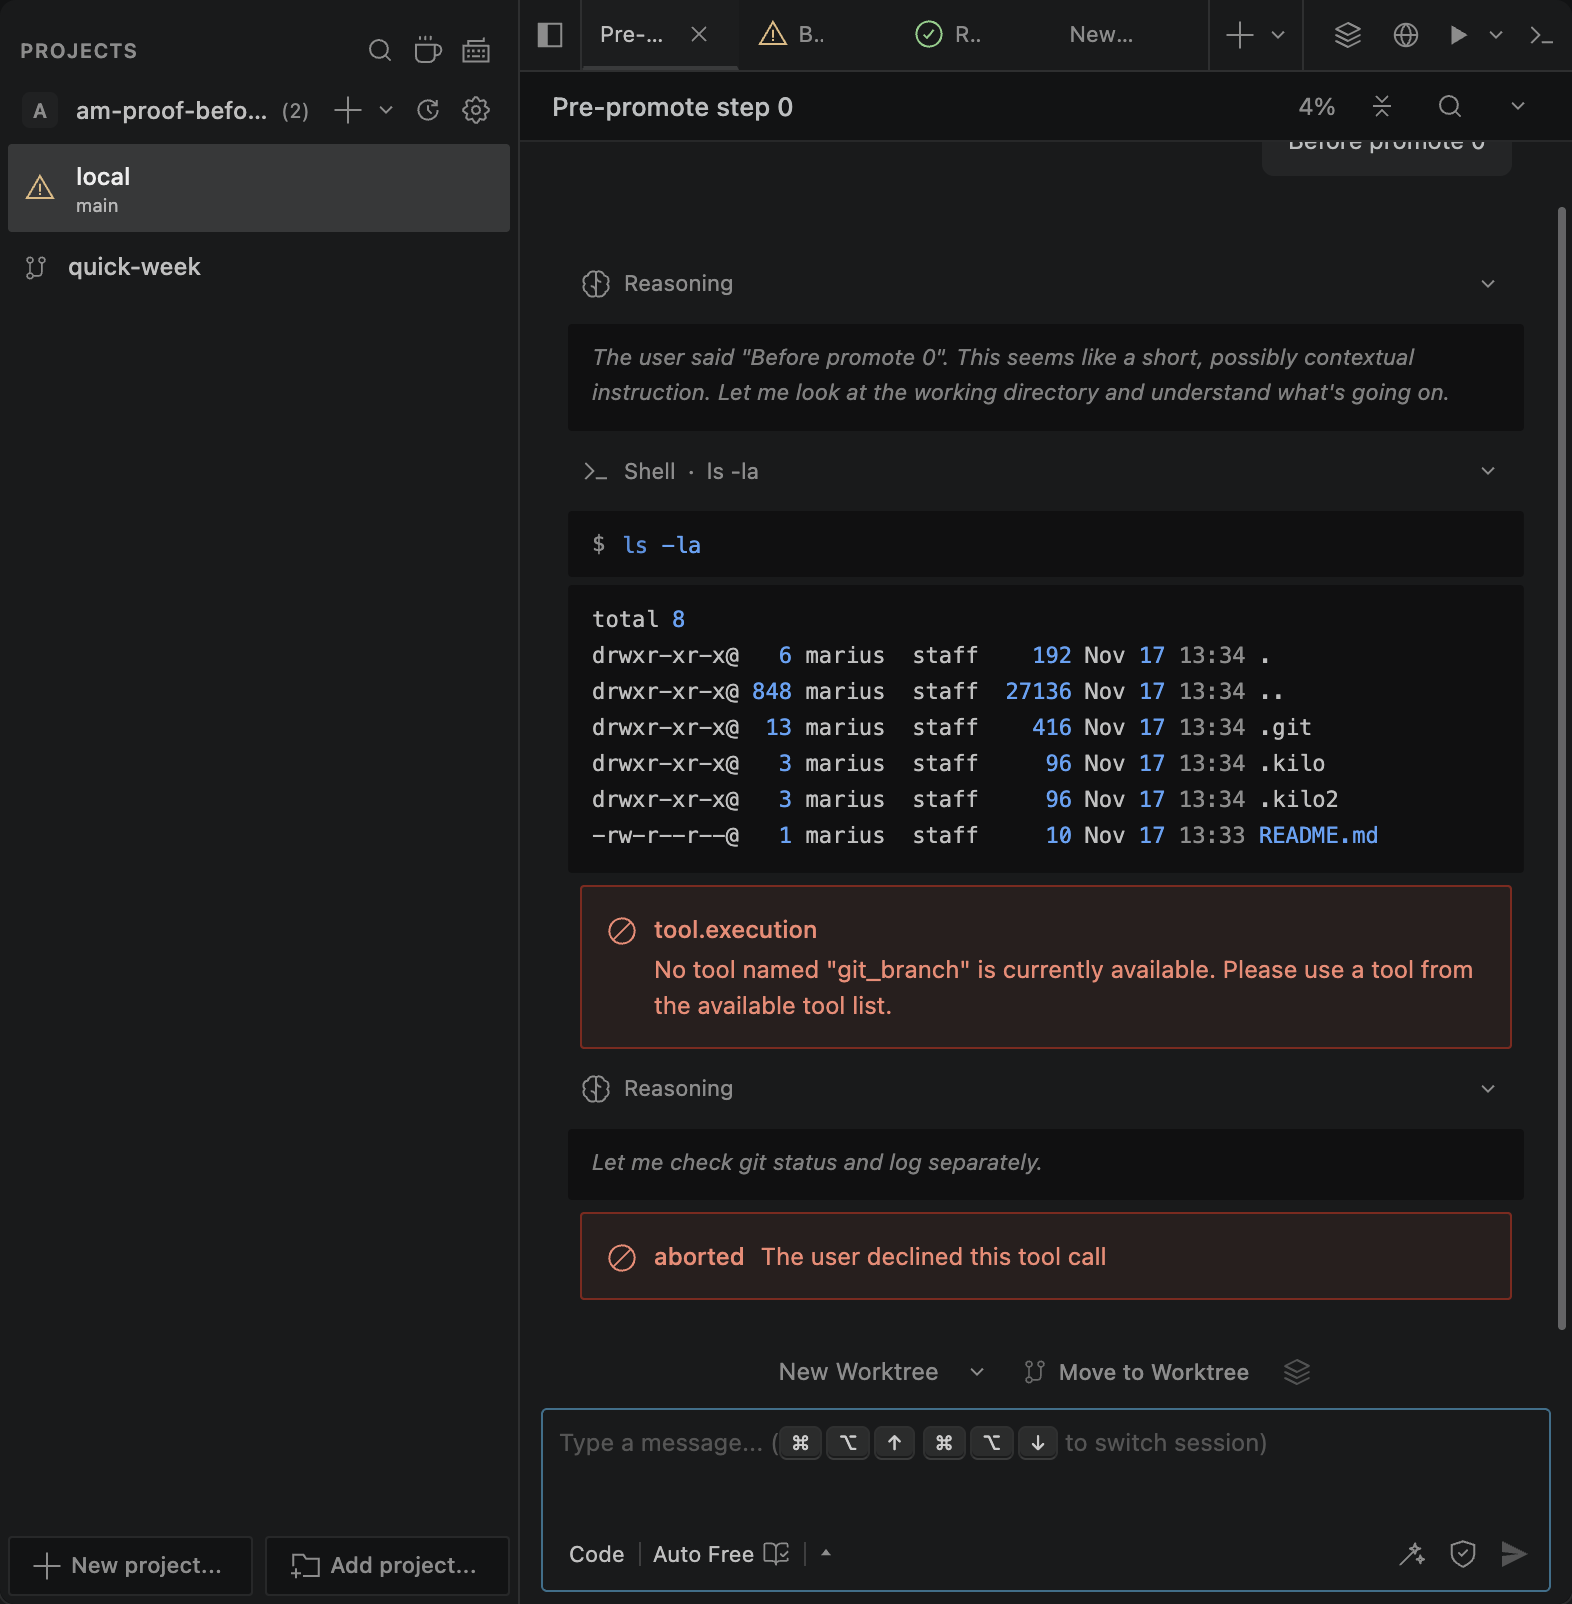 PROJECTS
A am-proof-befo... (2)
local
main
quick-week
New project...
Add project...
Pre-...
B..
R..
New...
Pre-promote step 0
4%
Before promote 0
Reasoning
The user said "Before promote 0". This seems like a short, possibly contextual
instruction. Let me look at the working directory and understand what's going on.
Shell · ls -la
$ ls -la
total 8
drwxr-xr-x@ 6 marius staff 192 Nov 17 13:34 .
drwxr-xr-x@ 848 marius staff 27136 Nov 17 13:34 ..
drwxr-xr-x@ 13 marius staff 416 Nov 17 13:34 .git
drwxr-xr-x@ 3 marius staff 96 Nov 17 13:34 .kilo
drwxr-xr-x@ 3 marius staff 96 Nov 17 13:34 .kilo2
-rw-r--r--@ 1 marius staff 10 Nov 17 13:33 README.md
tool.execution
No tool named "git_branch" is currently available. Please use a tool from
the available tool list.
Reasoning
Let me check git status and log separately.
aborted The user declined this tool call
New Worktree
Move to Worktree
Type a message... (⌘ ⌥ ↑ ⌘ ⌥ ↓ to switch session)
Code
Auto Free